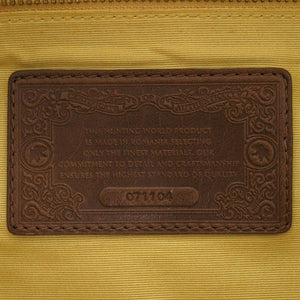 THIS HUNTING WORLD PRODUCT
IS MADE IN ROMANIA SELECTING
ONLY THE FINEST MATERIALS. OUR
COMMITMENT TO DETAIL AND CRAFTSMANSHIP
ENSURES THE HIGHEST STANDARD OF QUALITY
071104